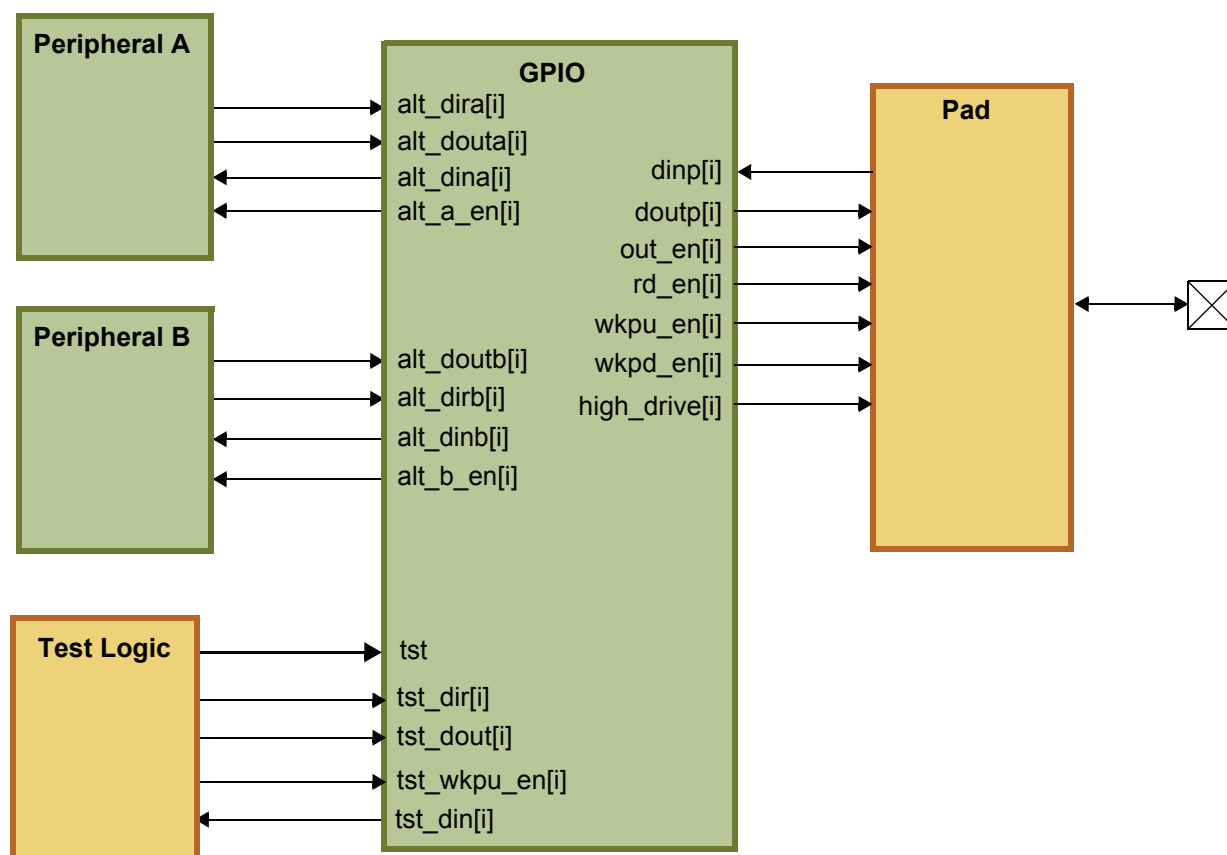 Peripheral A
alt_dira[i]
alt_douta[i]
alt_dina[i]
alt_a_en[i]
Peripheral B
alt_doutb[i]
alt_dirb[i]
alt_dinb[i]
alt_b_en[i]
Test Logic
tst
tst_dir[i]
tst_dout[i]
tst_wkpu_en[i]
tst_din[i]
GPIO
dinp[i]
doutp[i]
out_en[i]
rd_en[i]
wkpu_en[i]
wkpd_en[i]
high_drive[i]
Pad